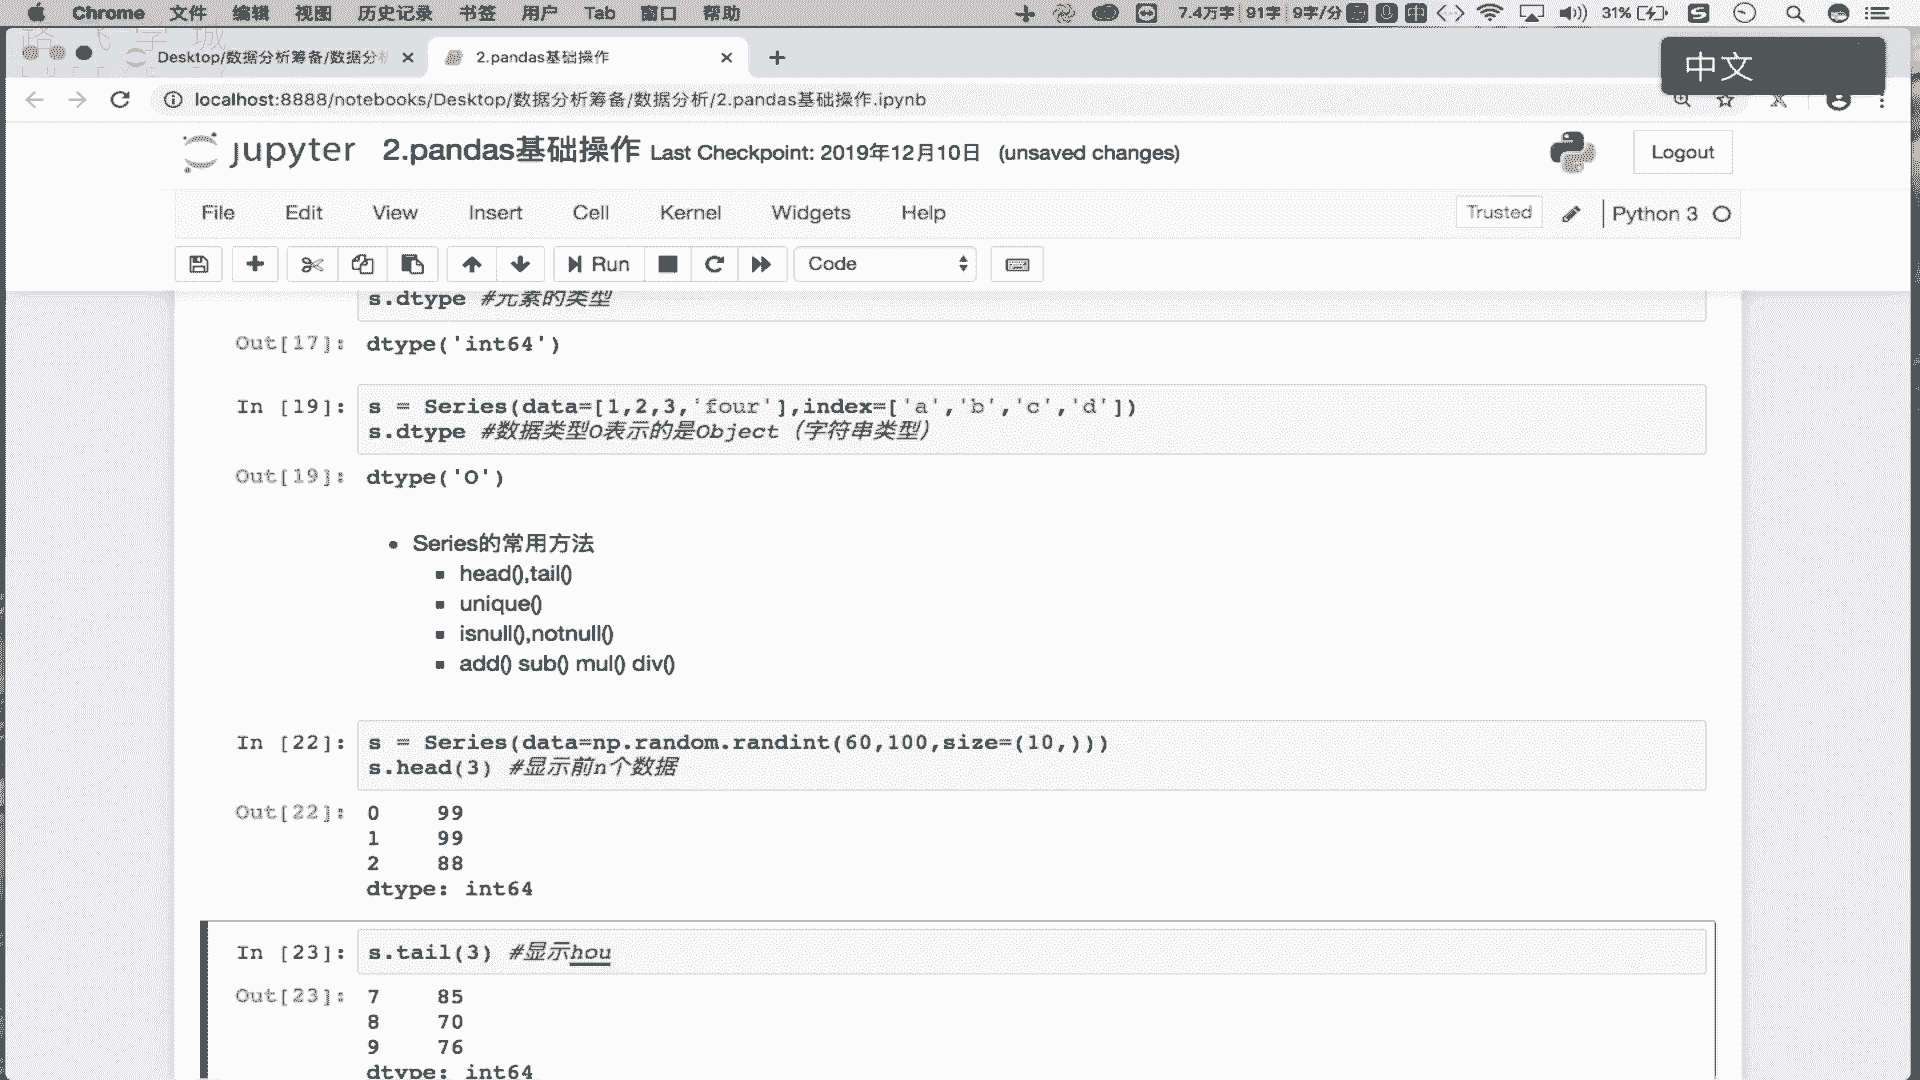 Chrome 文件 编辑 视图 历史记录 书签 用户 Tab 窗口 帮助 7.4万字 91字 9字/分 中 31%
Desktop/数据分析筹备/数据分析 2.pandas基础操作
中文
localhost:8888/notebooks/Desktop/数据分析筹备/数据分析/2.pandas基础操作.ipynb
jupyter 2.pandas基础操作 Last Checkpoint: 2019年12月10日 (unsaved changes)
Logout
File Edit View Insert Cell Kernel Widgets Help Trusted Python 3
Run Code
s.dtype #元素的类型
Out[17]: dtype('int64')
In [19]: s = Series(data=[1,2,3,'four'],index=['a','b','c','d'])
s.dtype #数据类型O表示的是Object（字符串类型）
Out[19]: dtype('O')
Series的常用方法
head(),tail()
unique()
isnull(),notnull()
add() sub() mul() div()
In [22]: s = Series(data=np.random.randint(60,100,size=(10,)))
s.head(3) #显示前n个数据
Out[22]: 0 99
1 99
2 88
dtype: int64
In [23]: s.tail(3) #显示hou
Out[23]: 7 85
8 70
9 76
dtype: int64